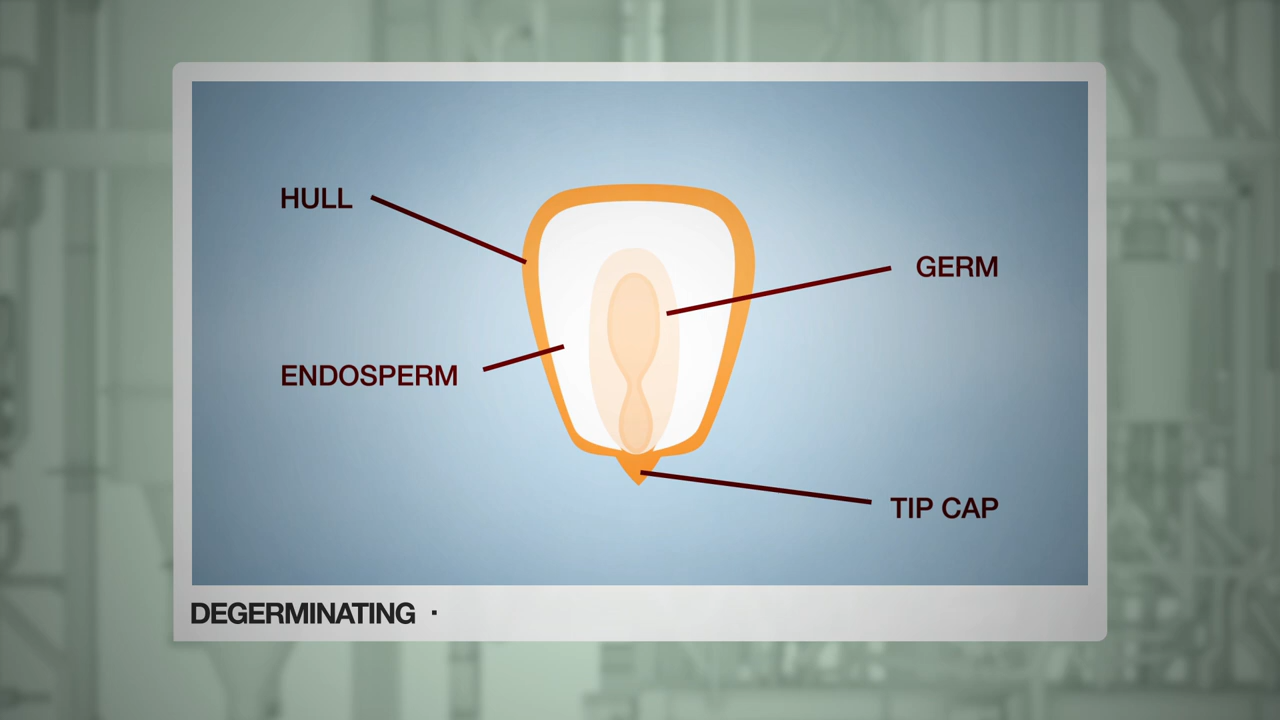 HULL
GERM
ENDOSPERM
TIP CAP
DEGERMINATING ·